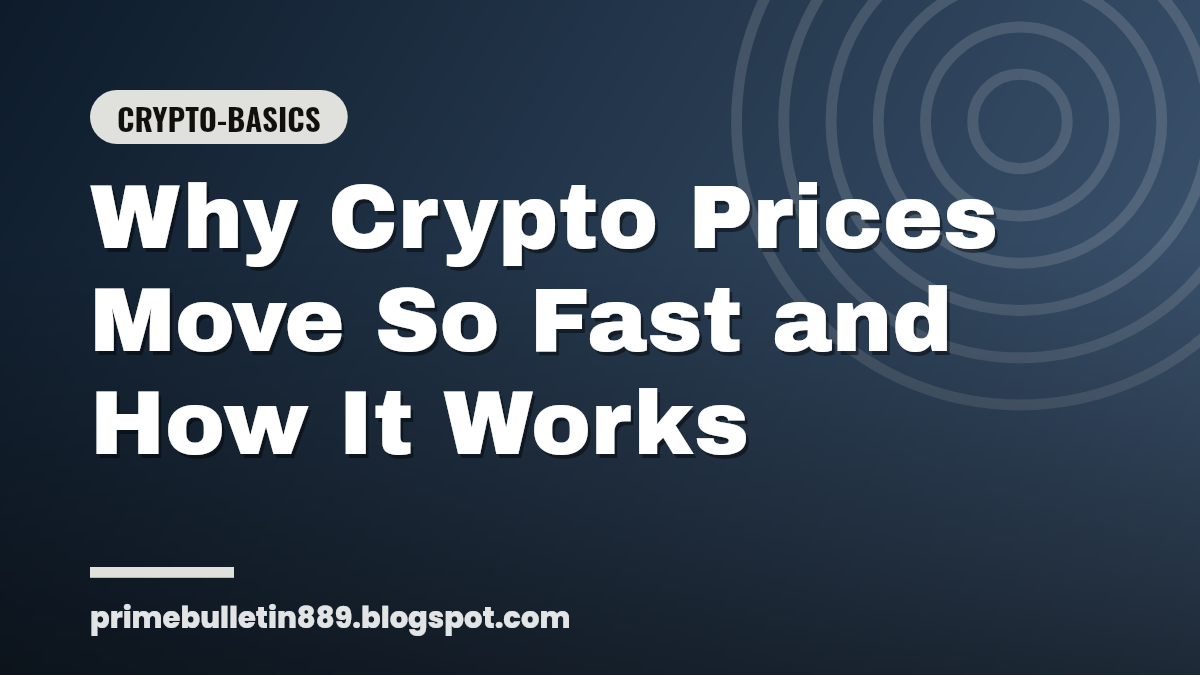 CRYPTO-BASICS
Why Crypto Prices
Move So Fast and
How It Works
primebulletin889.blogspot.com